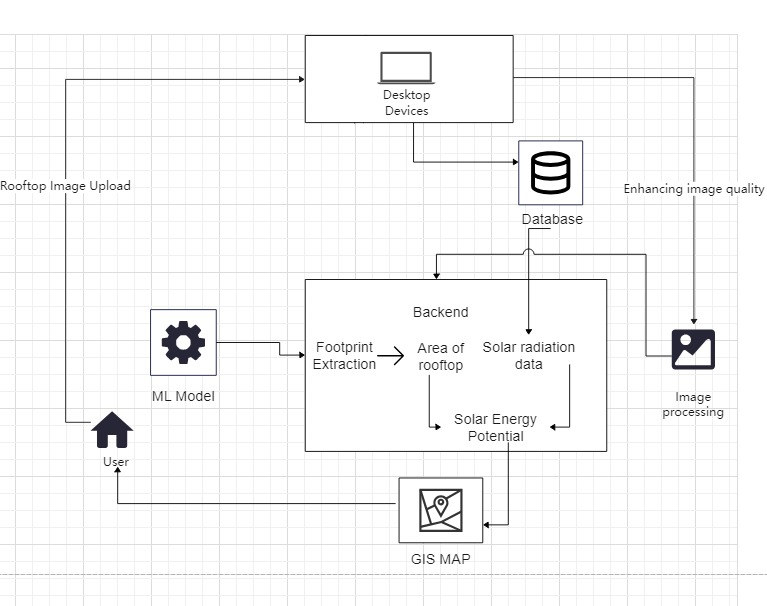 Desktop
Devices
Rooftop Image Upload
Enhancing image quality
Database
Backend
Footprint
Extraction
Area of
rooftop
Solar radiation
data
ML Model
Image
processing
Solar Energy
Potential
User
GIS MAP